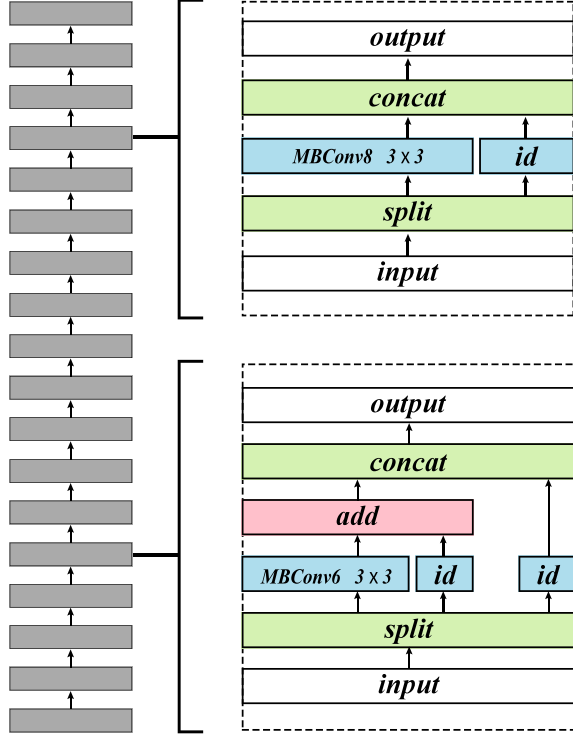 output
concat
MBConv8 3 x 3 id
split
input
output
concat
add
MBConv6 3 x 3 id id
split
input